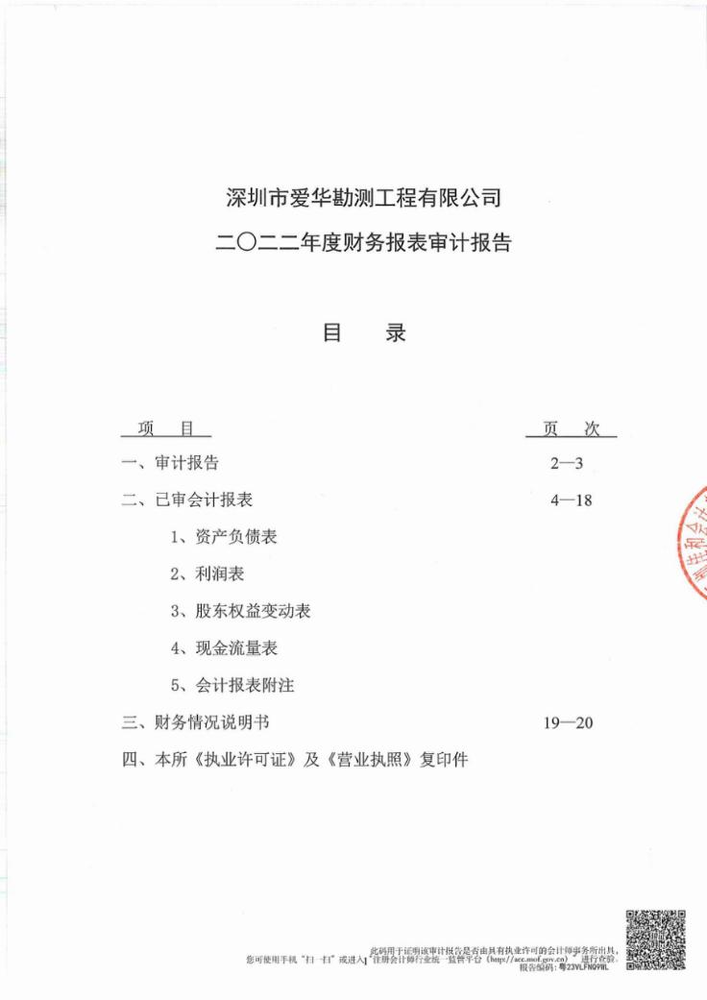 深圳市爱华勘测工程有限公司
二〇二二年度财务报表审计报告
目 录
项 目 页 次
一、审计报告 2—3
二、已审会计报表 4—18
1、资产负债表
2、利润表
3、股东权益变动表
4、现金流量表
5、会计报表附注
三、财务情况说明书 19—20
四、本所《执业许可证》及《营业执照》复印件
此码用于证明该审计报告是否由具有执业许可的会计师事务所出具，
您可使用手机“扫一扫”或进入“注册会计师行业统一监管平台（http://acc.mof.gov.cn）”进行查验。
报告编码：粤23VLFNQ9WL
1